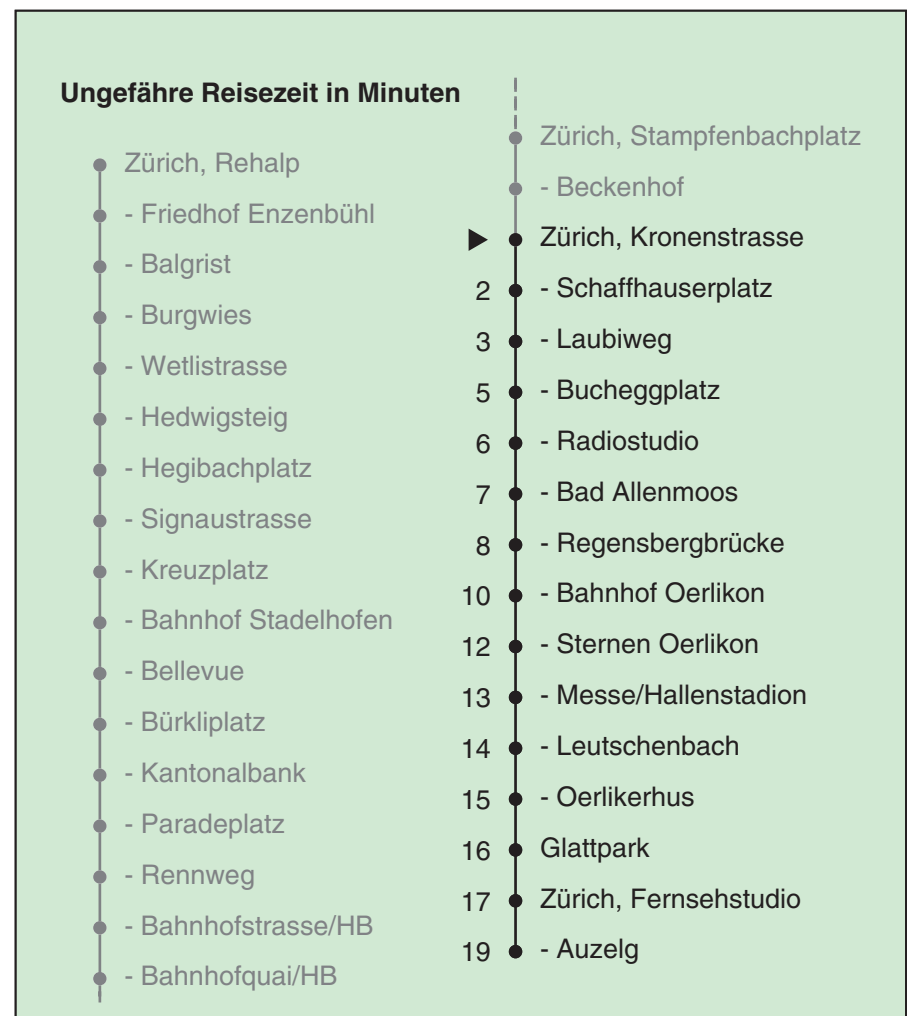 Ungefähre Reisezeit in Minuten
Zürich, Rehalp
- Friedhof Enzenbühl
- Balgrist
- Burgwies
- Wetlistrasse
- Hedwigsteig
- Hegibachplatz
- Signaustrasse
- Kreuzplatz
- Bahnhof Stadelhofen
- Bellevue
- Bürkliplatz
- Kantonalbank
- Paradeplatz
- Rennweg
- Bahnhofstrasse/HB
- Bahnhofquai/HB
Zürich, Stampfenbachplatz
- Beckenhof
Zürich, Kronenstrasse
2 - Schaffhauserplatz
3 - Laubiweg
5 - Bucheggplatz
6 - Radiostudio
7 - Bad Allenmoos
8 - Regensbergbrücke
10 - Bahnhof Oerlikon
12 - Sternen Oerlikon
13 - Messe/Hallenstadion
14 - Leutschenbach
15 - Oerlikerhus
16 Glattpark
17 Zürich, Fernsehstudio
19 - Auzelg